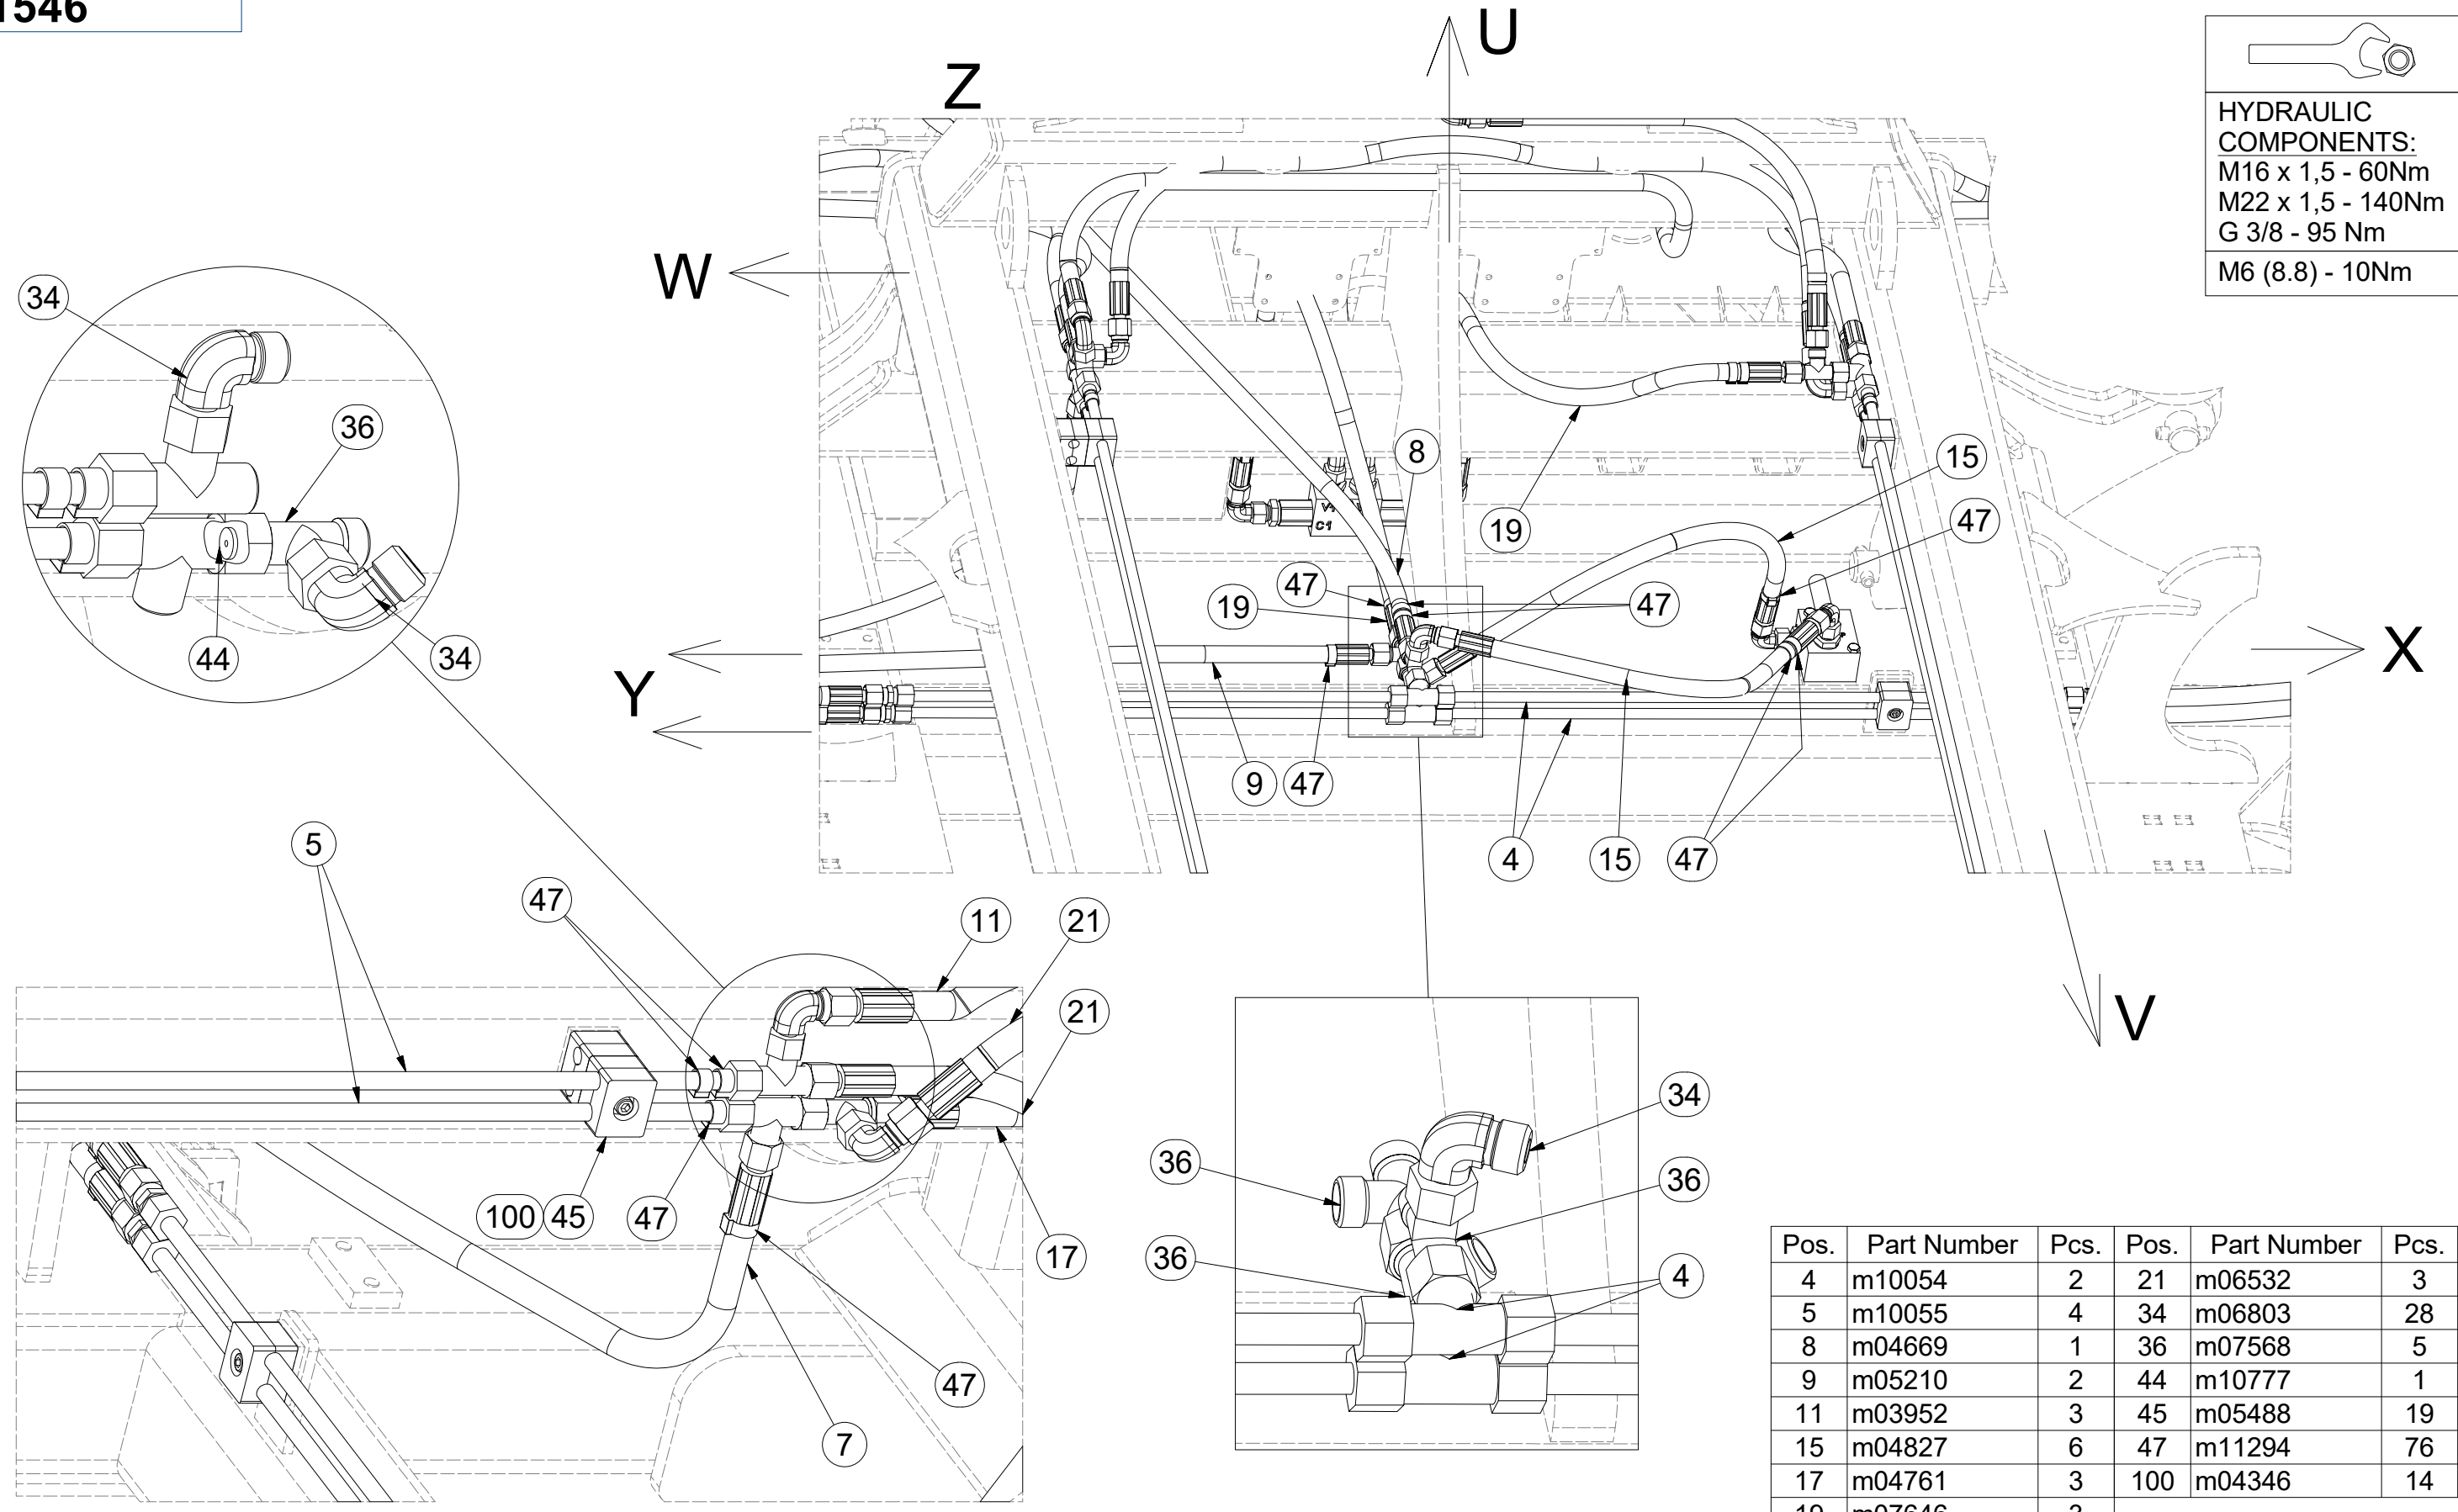 1546
U
Z
HYDRAULIC
COMPONENTS:
M16 x 1,5 - 60Nm
M22 x 1,5 - 140Nm
G 3/8 - 95 Nm
M6 (8.8) - 10Nm
W
34
36
8
15
19
47
V1
C1
47
19
47
44
34
X
Y
9
47
4
15
47
5
47
11
21
21
V
34
36
36
36
4
100
45
47
17
47
7
Pos. Part Number Pcs. Pos. Part Number Pcs.
4 m10054 2 21 m06532 3
5 m10055 4 34 m06803 28
8 m04669 1 36 m07568 5
9 m05210 2 44 m10777 1
11 m03952 3 45 m05488 19
15 m04827 6 47 m11294 76
17 m04761 3 100 m04346 14
19 m07646